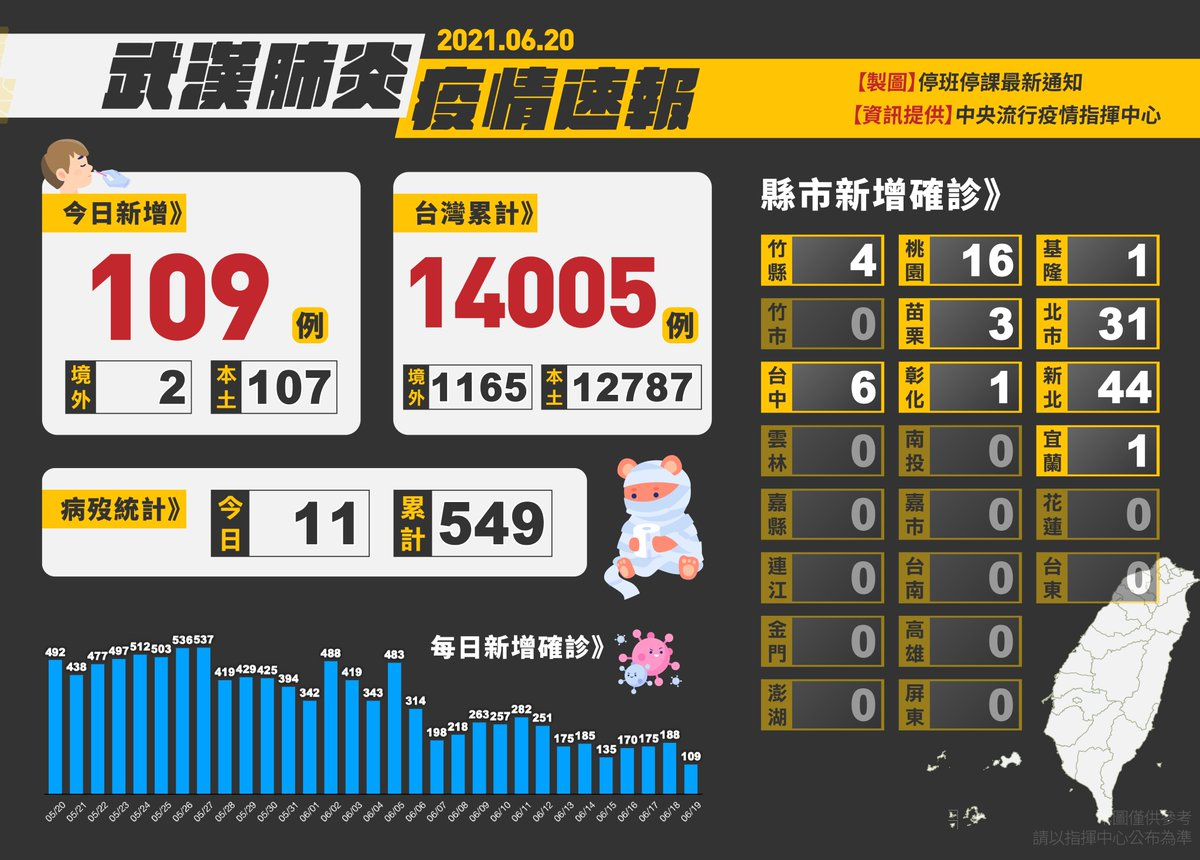 武漢肺炎
2021.06.20
疫情速報
【製圖】停班停課最新通知
【資訊提供】中央流行疫情指揮中心
今日新增》
109 例
境外 2 本土 107
台灣累計》
14005 例
境外 1165 本土 12787
病歿統計》 今日 11 累計 549
縣市新增確診》
竹縣 4 桃園 16 基隆 1
竹市 0 苗栗 3 北市 31
台中 6 彰化 1 新北 44
雲林 0 南投 0 宜蘭 1
嘉縣 0 嘉市 0 花蓮 0
連江 0 台南 0 台東 0
金門 0 高雄 0
澎湖 0 屏東 0
每日新增確診》
492 438 477 497 512 503 536 537 419 429 425 394 342 488 419 343 483 314 198 218 263 257 282 251 175 185 135 170 175 188 109
05/20 05/21 05/22 05/23 05/24 05/25 05/26 05/27 05/28 05/29 05/30 05/31 06/01 06/02 06/03 06/04 06/05 06/06 06/07 06/08 06/09 06/10 06/11 06/12 06/13 06/14 06/15 06/16 06/17 06/18 06/19
圖僅供參考
請以指揮中心公布為準